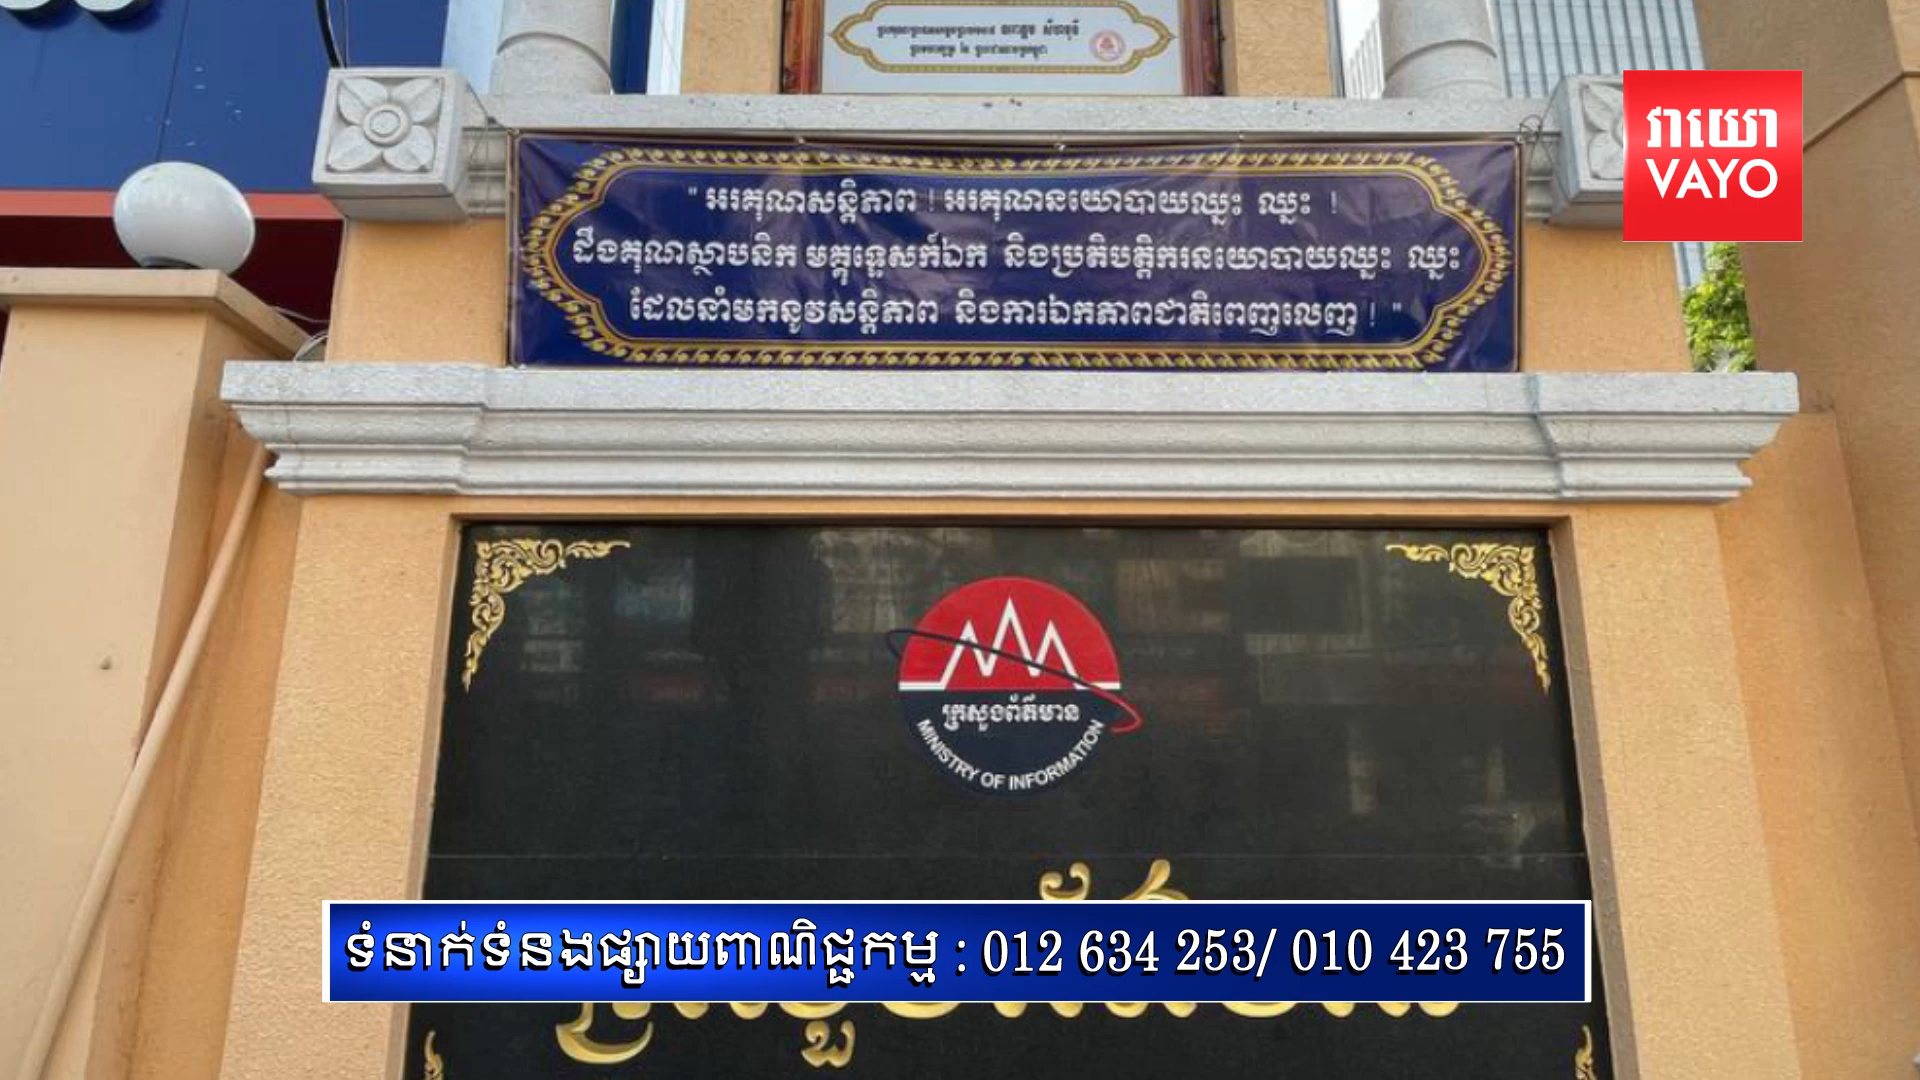 វាយោ
VAYO
" អរគុណសន្តិភាព ! អរគុណនយោបាយឈ្នះ ឈ្នះ !
ដឹងគុណស្ថាបនិក មគ្គុទ្ទេសក៍ឯក និងប្រតិបត្តិករនយោបាយឈ្នះ ឈ្នះ
ដែលនាំមកនូវសន្តិភាព និងការឯកភាពជាតិពេញលេញ ! "
ក្រសួងព័ត៌មាន
MINISTRY OF INFORMATION
ទំនាក់ទំនងផ្សាយពាណិជ្ជកម្ម : 012 634 253/ 010 423 755